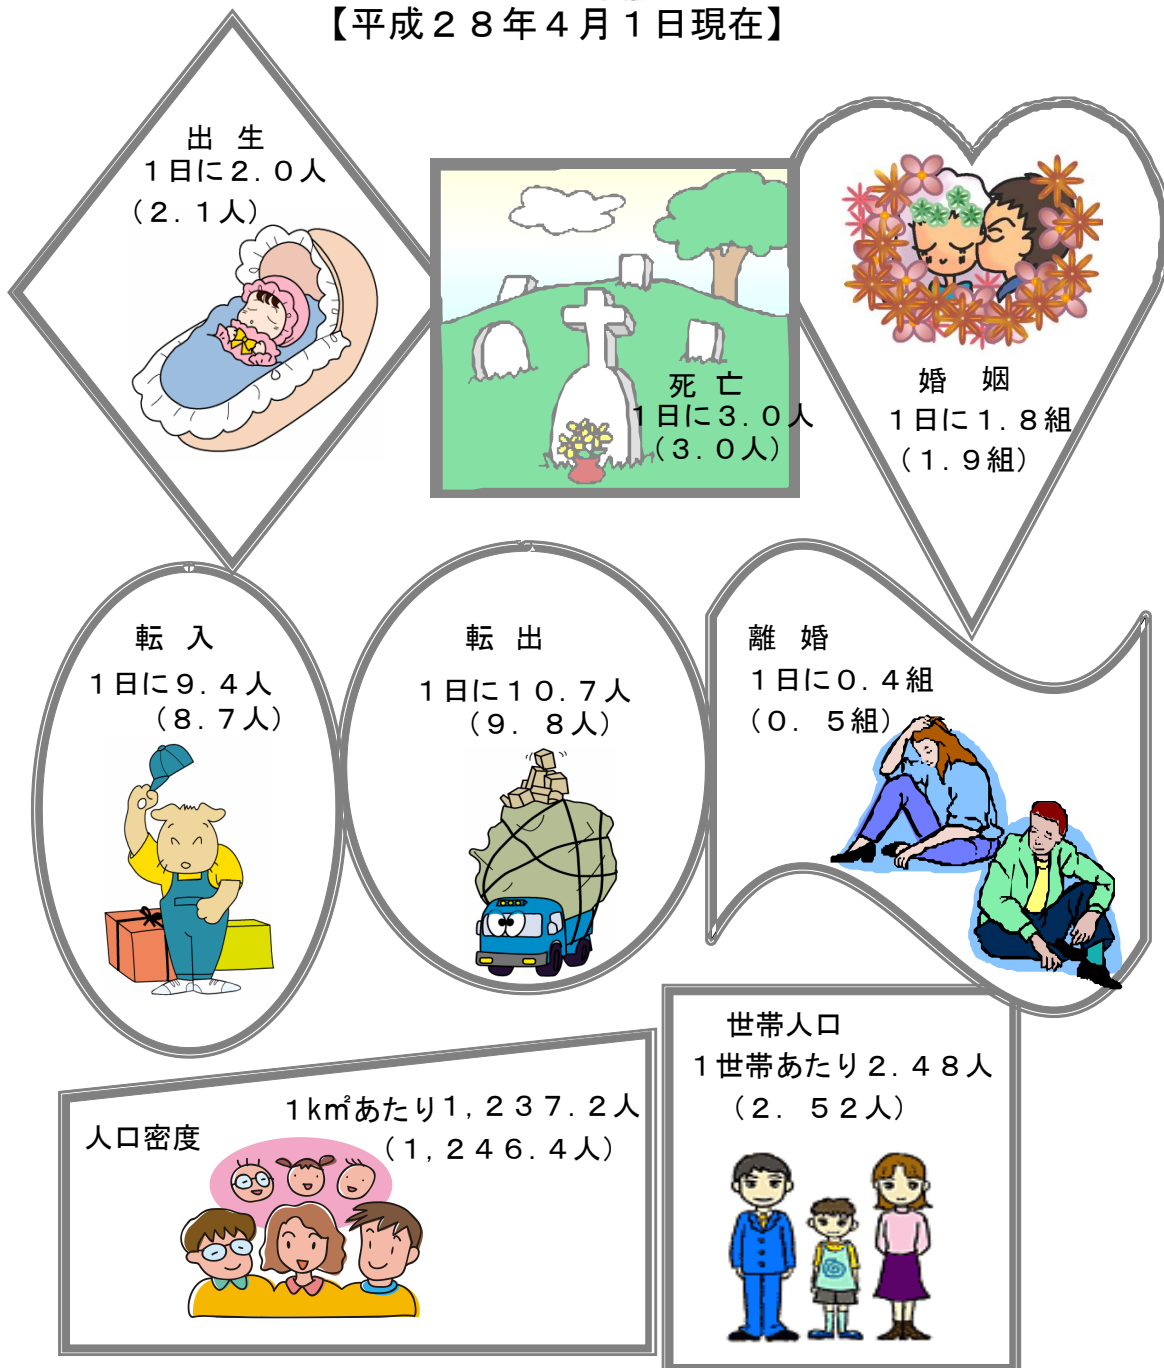 【平成２８年４月１日現在】
出　生
１日に２．０人
（２．１人）
死　亡
１日に３．０人
（３．０人）
婚　姻
１日に１．８組
（１．９組）
転　入
１日に９．４人
（８．７人）
転　出
１日に１０．７人
（９．８人）
離　婚
１日に０．４組
（０．５組）
人口密度
１k㎡あたり１，２３７．２人
（１，２４６．４人）
世帯人口
１世帯あたり２．４８人
（２．５２人）